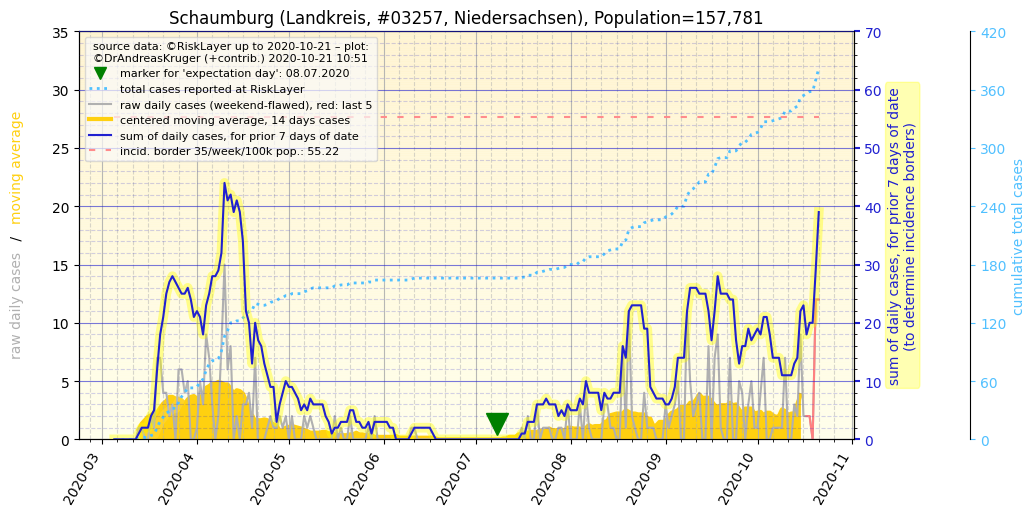 Schaumburg (Landkreis, #03257, Niedersachsen), Population=157,781
source data: ©RiskLayer up to 2020-10-21 – plot:
©DrAndreasKruger (+contrib.) 2020-10-21 10:51
marker for 'expectation day': 08.07.2020
total cases reported at RiskLayer
raw daily cases (weekend-flawed), red: last 5
centered moving average, 14 days cases
sum of daily cases, for prior 7 days of date
incid. border 35/week/100k pop.: 55.22
raw daily cases / moving average
35
30
25
20
15
10
5
0
2020-03
2020-04
2020-05
2020-06
2020-07
2020-08
2020-09
2020-10
2020-11
70
60
50
40
30
20
10
0
sum of daily cases, for prior 7 days of date
(to determine incidence borders)
420
360
300
240
180
120
60
0
cumulative total cases